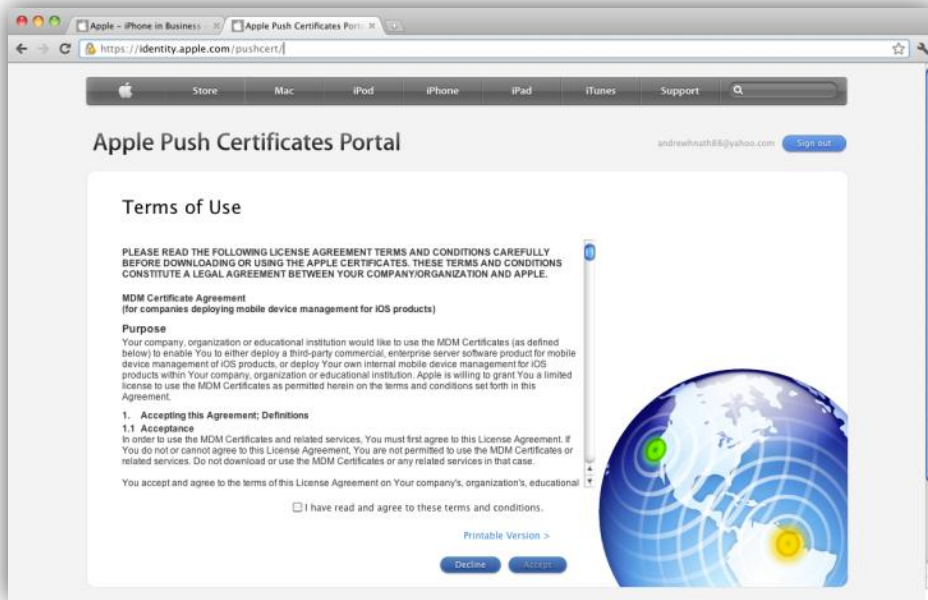 Apple – iPhone in Business
Apple Push Certificates Port
https://identity.apple.com/pushcert/
Store Mac iPod iPhone iPad iTunes Support
Apple Push Certificates Portal
andrewhnath88@yahoo.com Sign out
Terms of Use
PLEASE READ THE FOLLOWING LICENSE AGREEMENT TERMS AND CONDITIONS CAREFULLY
BEFORE DOWNLOADING OR USING THE APPLE CERTIFICATES. THESE TERMS AND CONDITIONS
CONSTITUTE A LEGAL AGREEMENT BETWEEN YOUR COMPANY/ORGANIZATION AND APPLE.
MDM Certificate Agreement
(for companies deploying mobile device management for iOS products)
Purpose
Your company, organization or educational institution would like to use the MDM Certificates (as defined
below) to enable You to either deploy a third-party commercial, enterprise server software product for mobile
device management of iOS products, or deploy Your own internal mobile device management for iOS
products within Your company, organization or educational institution. Apple is willing to grant You a limited
license to use the MDM Certificates as permitted herein on the terms and conditions set forth in this
Agreement.
1. Accepting this Agreement; Definitions
1.1 Acceptance
In order to use the MDM Certificates and related services, You must first agree to this License Agreement. If
You do not or cannot agree to this License Agreement, You are not permitted to use the MDM Certificates or
related services. Do not download or use the MDM Certificates or any related services in that case.
You accept and agree to the terms of this License Agreement on Your company's, organization's, educational
I have read and agree to these terms and conditions.
Printable Version >
Decline Accept